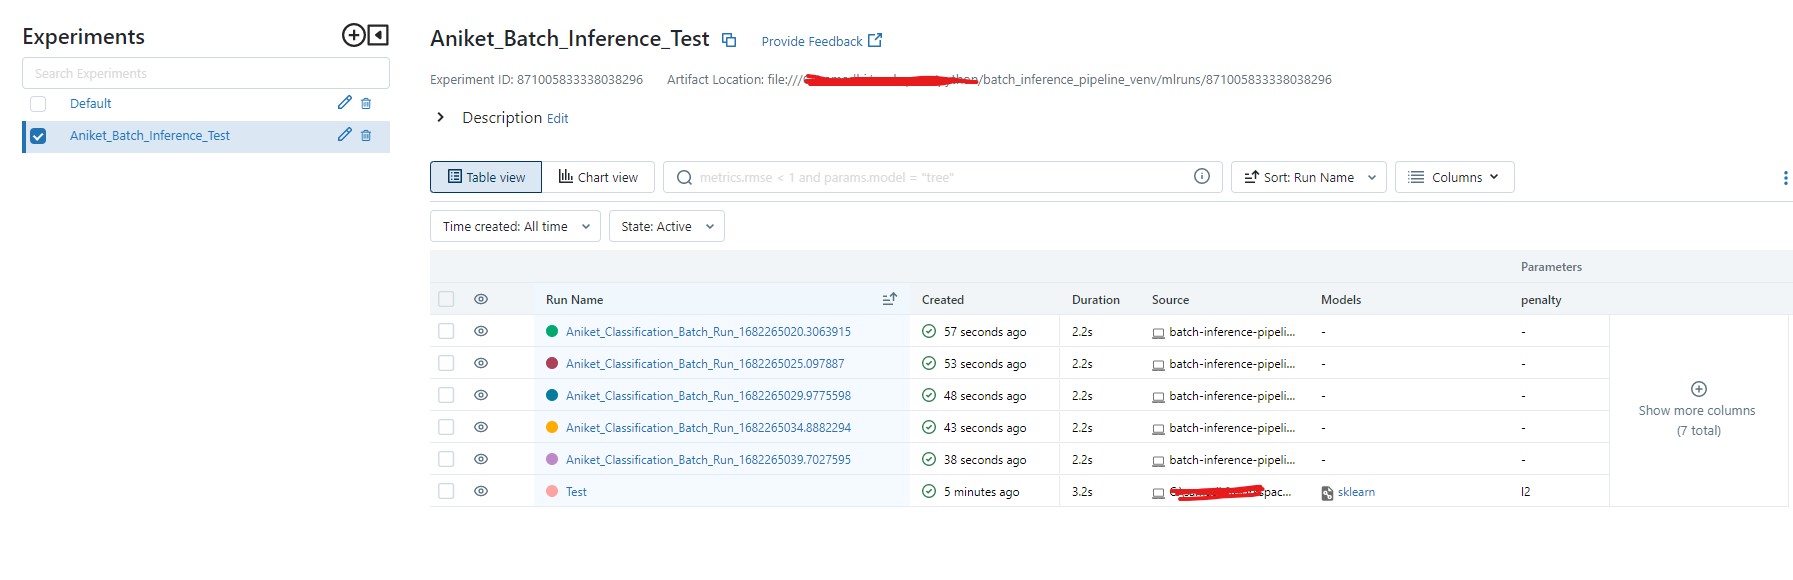 Experiments
Search Experiments
Default
Aniket_Batch_Inference_Test
Aniket_Batch_Inference_Test Provide Feedback
Experiment ID: 871005833338038296 Artifact Location: file:///
/batch_inference_pipeline_venv/mlruns/871005833338038296
Description Edit
Table view Chart view metrics.rmse < 1 and params.model = "tree" Sort: Run Name Columns
Time created: All time State: Active
Parameters
Run Name Created Duration Source Models penalty
Aniket_Classification_Batch_Run_1682265020.3063915 57 seconds ago 2.2s batch-inference-pipeli... - -
Aniket_Classification_Batch_Run_1682265025.097887 53 seconds ago 2.2s batch-inference-pipeli... - -
Aniket_Classification_Batch_Run_1682265029.9775598 48 seconds ago 2.2s batch-inference-pipeli... - -
Aniket_Classification_Batch_Run_1682265034.8882294 43 seconds ago 2.2s batch-inference-pipeli... - -
Aniket_Classification_Batch_Run_1682265039.7027595 38 seconds ago 2.2s batch-inference-pipeli... - -
Test 5 minutes ago 3.2s sklearn l2
Show more columns
(7 total)